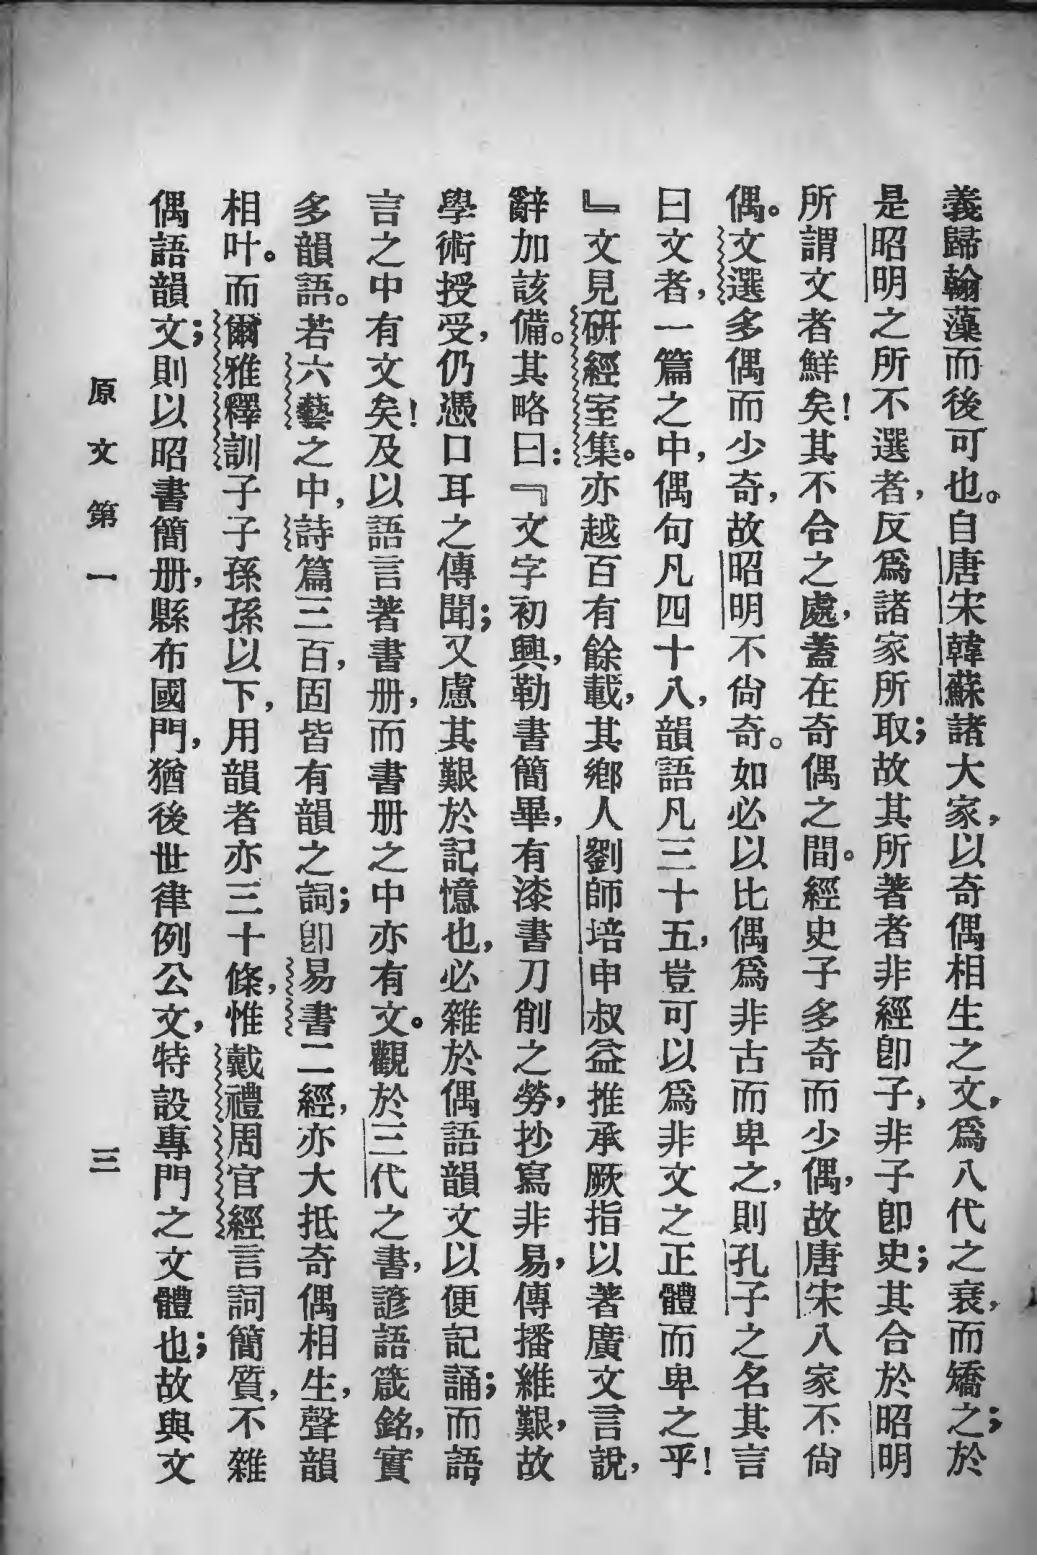 義歸翰藻而後可也。自唐宋韓蘇諸大家，以奇偶相生之文，爲八代之衰，而矯之；於
是昭明之所不選者，反爲諸家所取；故其所著者非經卽子，非子卽史；其合於昭明
所謂文者鮮矣！其不合之處，蓋在奇偶之間。經史子多奇而少偶，故唐宋八家不尙
偶。文選多偶而少奇，故昭明不尙奇。如必以比偶爲非古而卑之，則孔子之名其言
曰文者，一篇之中，偶句凡四十八，韻語凡三十五，豈可以爲非文之正體而卑之乎！
』文見硏經室集。亦越百有餘載，其鄕人劉師培申叔益推承厥指以著廣文言說，
辭加該備。其略曰：『文字初興，勒書簡畢，有漆書刀削之勞，抄寫非易，傳播維艱，故
學術授受，仍憑口耳之傳聞；又慮其艱於記憶也，必雜於偶語韻文以便記誦；而語
言之中有文矣！及以語言著書册，而書册之中亦有文。觀於三代之書，諺語箴銘，實
多韻語。若六藝之中，詩篇三百，固皆有韻之詞；卽易書二經，亦大抵奇偶相生，聲韻
相叶。而爾雅釋訓子子孫孫以下，用韻者亦三十條，惟戴禮周官經言詞簡質，不雜
偶語韻文；則以昭書簡册，縣布國門，猶後世律例公文，特設專門之文體也；故與文
原文第一
三